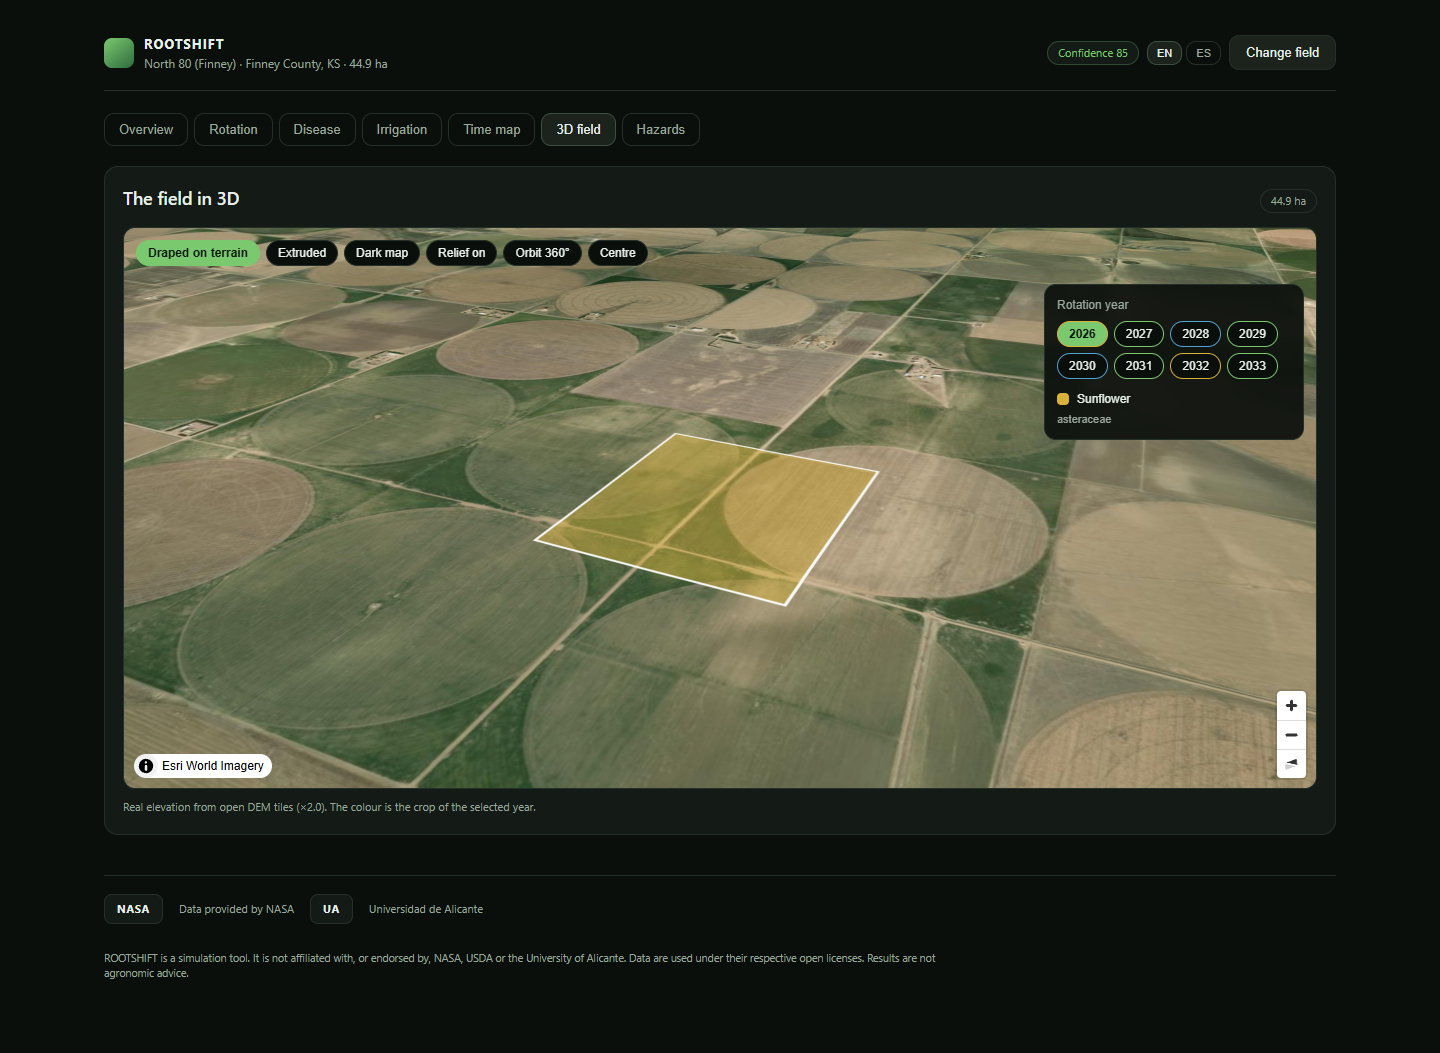 ROOTSHIFT
North 80 (Finney) · Finney County, KS · 44.9 ha
Confidence 85
EN
ES
Change field
Overview
Rotation
Disease
Irrigation
Time map
3D field
Hazards
The field in 3D
44.9 ha
Draped on terrain
Extruded
Dark map
Relief on
Orbit 360°
Centre
Rotation year
2026
2027
2028
2029
2030
2031
2032
2033
Sunflower
asteraceae
Esri World Imagery
Real elevation from open DEM tiles (×2.0). The colour is the crop of the selected year.
NASA
Data provided by NASA
UA
Universidad de Alicante
ROOTSHIFT is a simulation tool. It is not affiliated with, or endorsed by, NASA, USDA or the University of Alicante. Data are used under their respective open licenses. Results are not
agronomic advice.